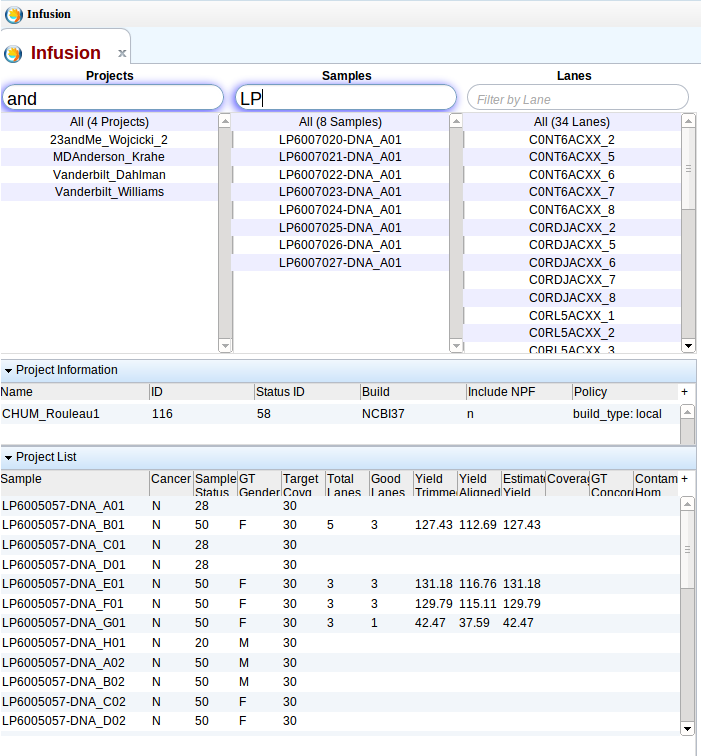 Infusion
Infusion x
Projects Samples Lanes
and LP Filter by Lane
All (4 Projects) All (8 Samples) All (34 Lanes)
23andMe_Wojcicki_2 LP6007020-DNA_A01 C0NT6ACXX_2
MDAnderson_Krahe LP6007021-DNA_A01 C0NT6ACXX_5
Vanderbilt_Dahlman LP6007022-DNA_A01 C0NT6ACXX_6
Vanderbilt_Williams LP6007023-DNA_A01 C0NT6ACXX_7
LP6007024-DNA_A01 C0NT6ACXX_8
LP6007025-DNA_A01 C0RDJACXX_2
LP6007026-DNA_A01 C0RDJACXX_5
LP6007027-DNA_A01 C0RDJACXX_6
C0RDJACXX_7
C0RDJACXX_8
C0RL5ACXX_1
C0RL5ACXX_2
C0RL5ACXX_3
Project Information
Name ID Status ID Build Include NPF Policy +
CHUM_Rouleau1 116 58 NCBI37 n build_type: local
Project List
Sample Cancer Sample GT Target Total Good Yield Yield Estimate Coverag GT Contam +
Status Gender Covg Lanes Lanes Trimmed Aligned Yield Concor Hom
LP6005057-DNA_A01 N 28 30
LP6005057-DNA_B01 N 50 F 30 5 3 127.43 112.69 127.43
LP6005057-DNA_C01 N 28 30
LP6005057-DNA_D01 N 28 30
LP6005057-DNA_E01 N 50 F 30 3 3 131.18 116.76 131.18
LP6005057-DNA_F01 N 50 F 30 3 3 129.79 115.11 129.79
LP6005057-DNA_G01 N 50 F 30 3 1 42.47 37.59 42.47
LP6005057-DNA_H01 N 20 M 30
LP6005057-DNA_A02 N 50 M 30
LP6005057-DNA_B02 N 50 M 30
LP6005057-DNA_C02 N 50 F 30
LP6005057-DNA_D02 N 50 F 30